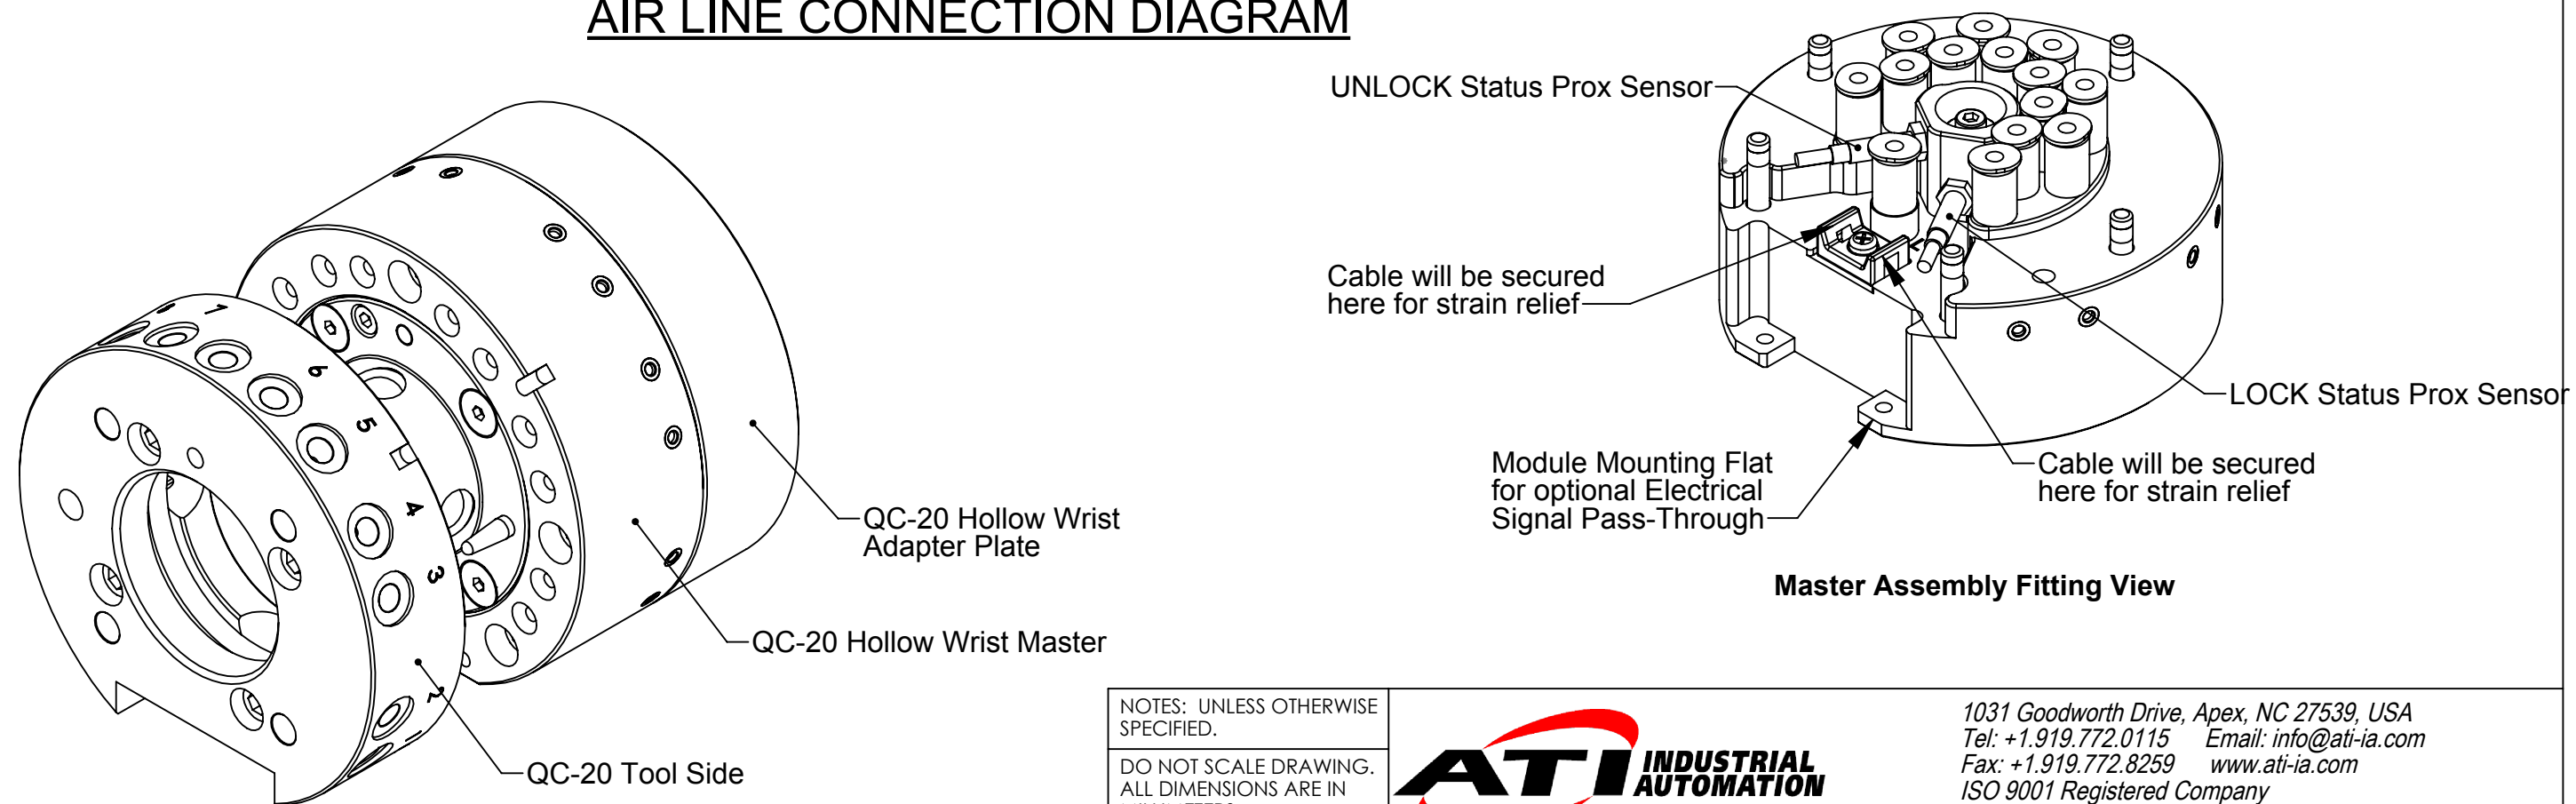 AIR LINE CONNECTION DIAGRAM
UNLOCK Status Prox Sensor
Cable will be secured
here for strain relief
LOCK Status Prox Sensor
Cable will be secured
here for strain relief
Module Mounting Flat
for optional Electrical
Signal Pass-Through
Master Assembly Fitting View
7
6
5
4
3
2
1
QC-20 Hollow Wrist
Adapter Plate
QC-20 Hollow Wrist Master
QC-20 Tool Side
NOTES: UNLESS OTHERWISE
SPECIFIED.
DO NOT SCALE DRAWING.
ALL DIMENSIONS ARE IN
ATI INDUSTRIAL
AUTOMATION
1031 Goodworth Drive, Apex, NC 27539, USA
Tel: +1.919.772.0115 Email: info@ati-ia.com
Fax: +1.919.772.8259 www.ati-ia.com
ISO 9001 Registered Company